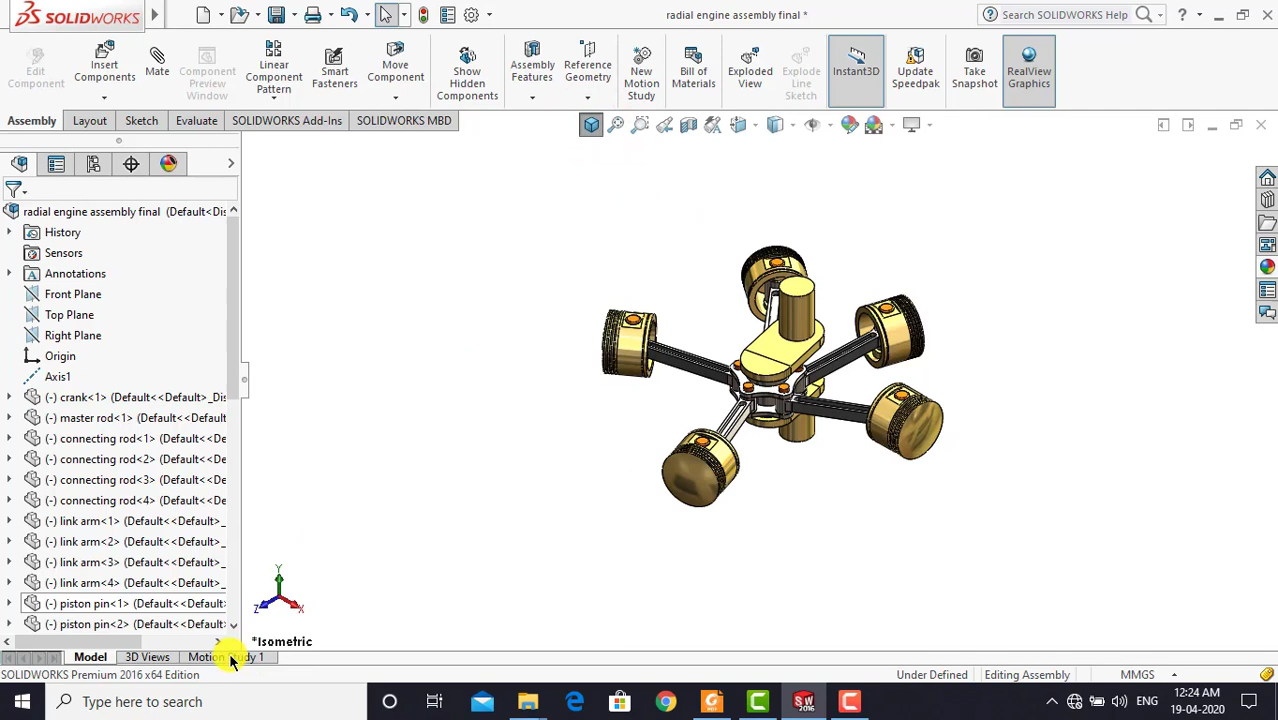 SOLIDWORKS
radial engine assembly final *
Search SOLIDWORKS Help
?
Edit Component
Insert Components
Mate
Component Preview Window
Linear Component Pattern
Smart Fasteners
Move Component
Show Hidden Components
Assembly Features
Reference Geometry
New Motion Study
Bill of Materials
Exploded View
Explode Line Sketch
Instant3D
Update Speedpak
Take Snapshot
RealView Graphics
Assembly
Layout
Sketch
Evaluate
SOLIDWORKS Add-Ins
SOLIDWORKS MBD
radial engine assembly final (Default<Dis
History
Sensors
Annotations
Front Plane
Top Plane
Right Plane
Origin
Axis1
(-) crank<1> (Default<<Default>_Dis
(-) master rod<1> (Default<<Default
(-) connecting rod<1> (Default<<De
(-) connecting rod<2> (Default<<De
(-) connecting rod<3> (Default<<De
(-) connecting rod<4> (Default<<De
(-) link arm<1> (Default<<Default>_
(-) link arm<2> (Default<<Default>_
(-) link arm<3> (Default<<Default>_
(-) link arm<4> (Default<<Default>_
(-) piston pin<1> (Default<<Default>
(-) piston pin<2> (Default<<Default>
Y
Z
X
*Isometric
Model
3D Views
Motion Study 1
SOLIDWORKS Premium 2016 x64 Edition
Under Defined
Editing Assembly
MMGS
Type here to search
SW
2016
ENG
12:24 AM
19-04-2020